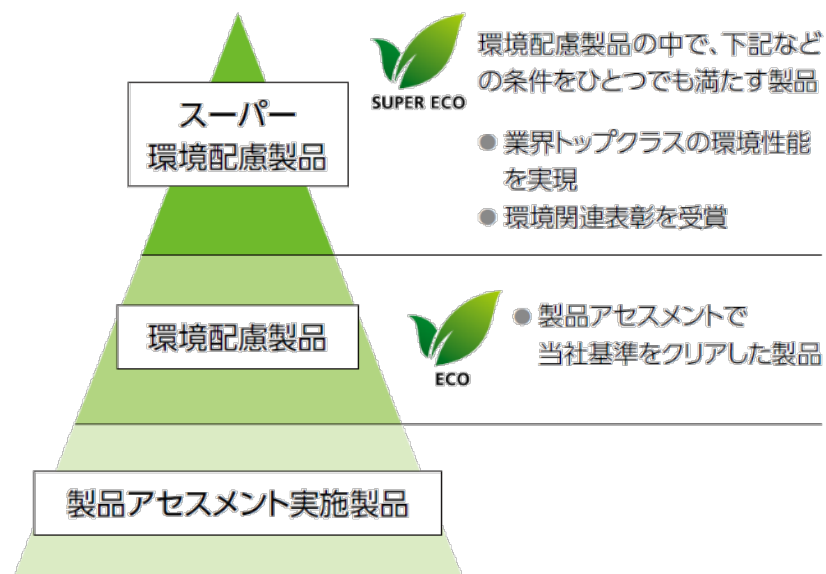 スーパー
環境配慮製品
SUPER ECO
環境配慮製品の中で、下記など
の条件をひとつでも満たす製品
● 業界トップクラスの環境性能
を実現
● 環境関連表彰を受賞
環境配慮製品
ECO
● 製品アセスメントで
当社基準をクリアした製品
製品アセスメント実施製品